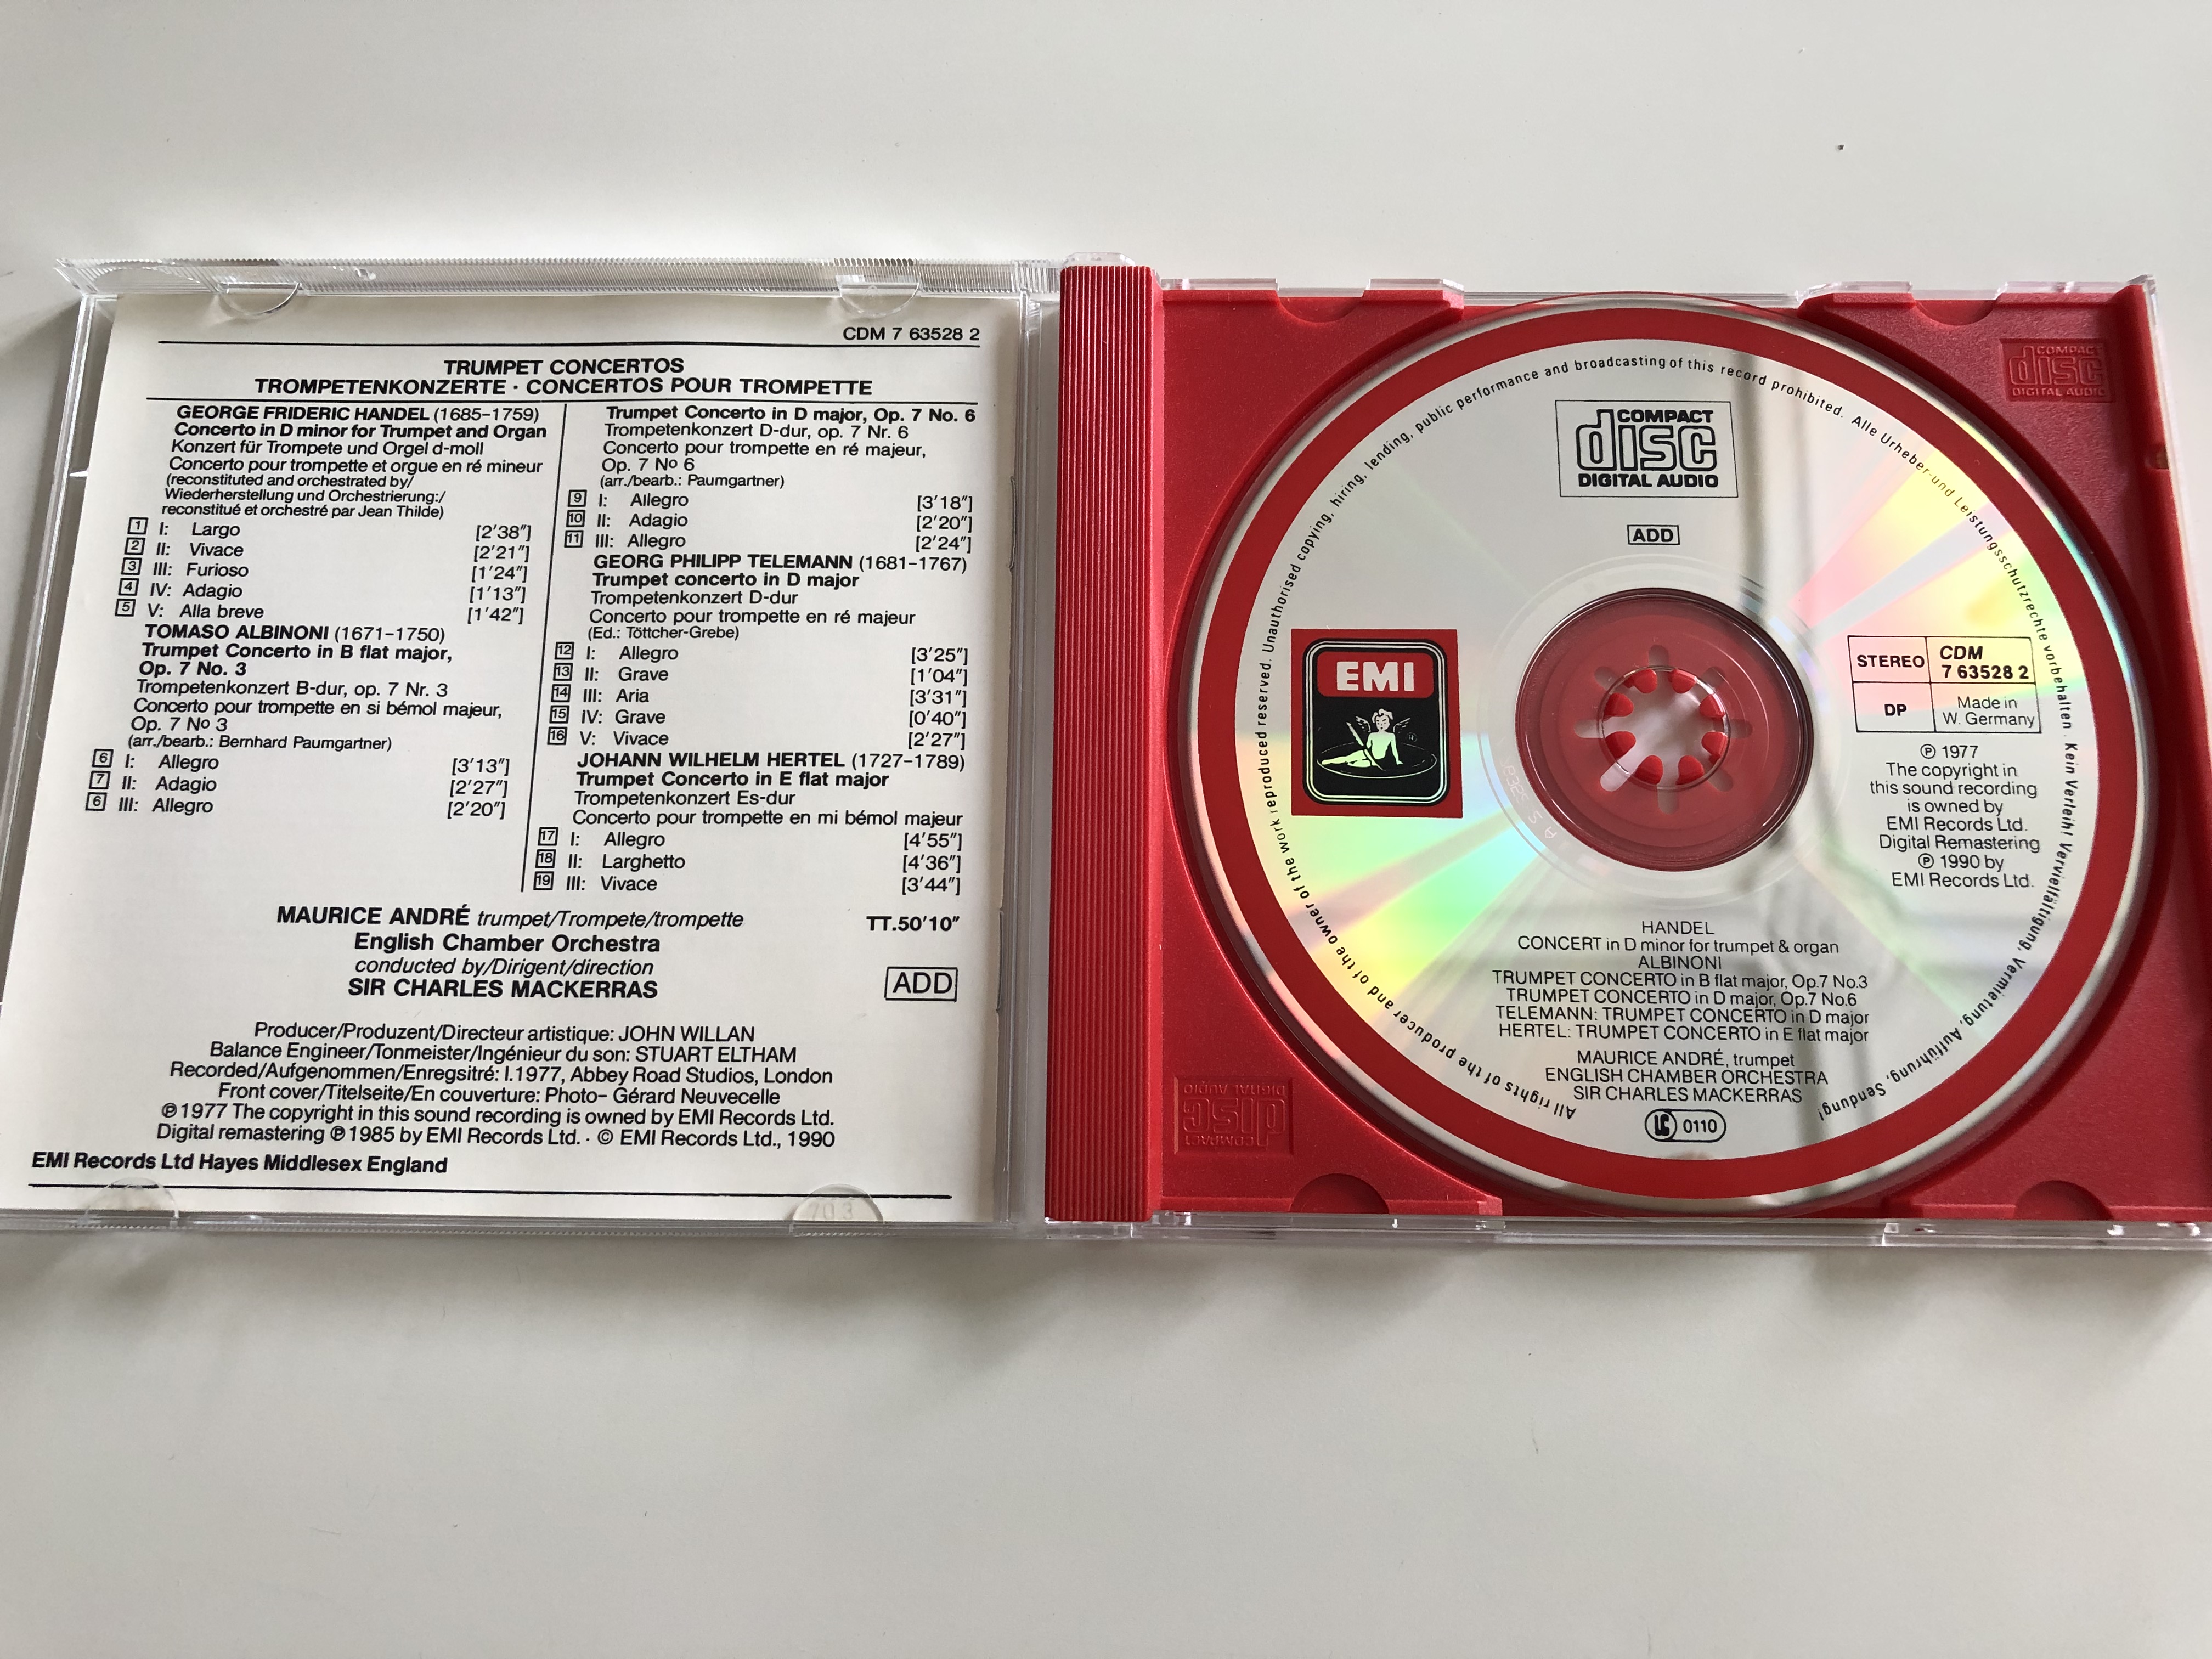 CDM 7 63528 2
TRUMPET CONCERTOS
TROMPETENKONZERTE · CONCERTOS POUR TROMPETTE
GEORGE FRIDERIC HANDEL (1685–1759)
Concerto in D minor for Trumpet and Organ
Konzert für Trompete und Orgel d-moll
Concerto pour trompette et orgue en ré mineur
(reconstituted and orchestrated by/
Wiederherstellung und Orchestrierung:/
reconstitué et orchestré par Jean Thilde)
1 I: Largo [2'38"]
2 II: Vivace [2'21"]
3 III: Furioso [1'24"]
4 IV: Adagio [1'13"]
5 V: Alla breve [1'42"]
TOMASO ALBINONI (1671–1750)
Trumpet Concerto in B flat major,
Op. 7 No. 3
Trompetenkonzert B-dur, op. 7 Nr. 3
Concerto pour trompette en si bémol majeur,
Op. 7 No 3
(arr./bearb.: Bernhard Paumgartner)
6 I: Allegro [3'13"]
7 II: Adagio [2'27"]
6 III: Allegro [2'20"]
Trumpet Concerto in D major, Op. 7 No. 6
Trompetenkonzert D-dur, op. 7 Nr. 6
Concerto pour trompette en ré majeur,
Op. 7 No 6
(arr./bearb.: Paumgartner)
9 I: Allegro [3'18"]
10 II: Adagio [2'20"]
11 III: Allegro [2'24"]
GEORG PHILIPP TELEMANN (1681–1767)
Trumpet concerto in D major
Trompetenkonzert D-dur
Concerto pour trompette en ré majeur
(Ed.: Töttcher-Grebe)
12 I: Allegro [3'25"]
13 II: Grave [1'04"]
14 III: Aria [3'31"]
15 IV: Grave [0'40"]
16 V: Vivace [2'27"]
JOHANN WILHELM HERTEL (1727–1789)
Trumpet Concerto in E flat major
Trompetenkonzert Es-dur
Concerto pour trompette en mi bémol majeur
17 I: Allegro [4'55"]
18 II: Larghetto [4'36"]
19 III: Vivace [3'44"]
MAURICE ANDRÉ trumpet/Trompete/trompette
TT.50'10"
English Chamber Orchestra
conducted by/Dirigent/direction
SIR CHARLES MACKERRAS
ADD
Producer/Produzent/Directeur artistique: JOHN WILLAN
Balance Engineer/Tonmeister/Ingénieur du son: STUART ELTHAM
Recorded/Aufgenommen/Enregsitré: I.1977, Abbey Road Studios, London
Front cover/Titelseite/En couverture: Photo– Gérard Neuvecelle
℗ 1977 The copyright in this sound recording is owned by EMI Records Ltd.
Digital remastering ℗ 1985 by EMI Records Ltd. · © EMI Records Ltd., 1990
EMI Records Ltd Hayes Middlesex England
70.3
All rights of the producer and of the owner of the work reproduced reserved. Unauthorised copying, hiring, lending, public performance and broadcasting of this record prohibited. Alle Urheber- und Leistungsschutzrechte vorbehalten. Kein Verleih! Vervielfältigung, Vermietung, Aufführung, Sendung!
COMPACT
disc
DIGITAL AUDIO
ADD
EMI
STEREO
CDM
7 63528 2
DP
Made in
W. Germany
℗ 1977
The copyright in
this sound recording
is owned by
EMI Records Ltd.
Digital Remastering
℗ 1990 by
EMI Records Ltd.
HANDEL
CONCERT in D minor for trumpet & organ
ALBINONI
TRUMPET CONCERTO in B flat major, Op.7 No.3
TRUMPET CONCERTO in D major, Op.7 No.6
TELEMANN: TRUMPET CONCERTO in D major
HERTEL: TRUMPET CONCERTO in E flat major
MAURICE ANDRÉ, trumpet
ENGLISH CHAMBER ORCHESTRA
SIR CHARLES MACKERRAS
LC 0110
COMPACT
disc
DIGITAL AUDIO
COMPACT
disc
DIGITAL AUDIO